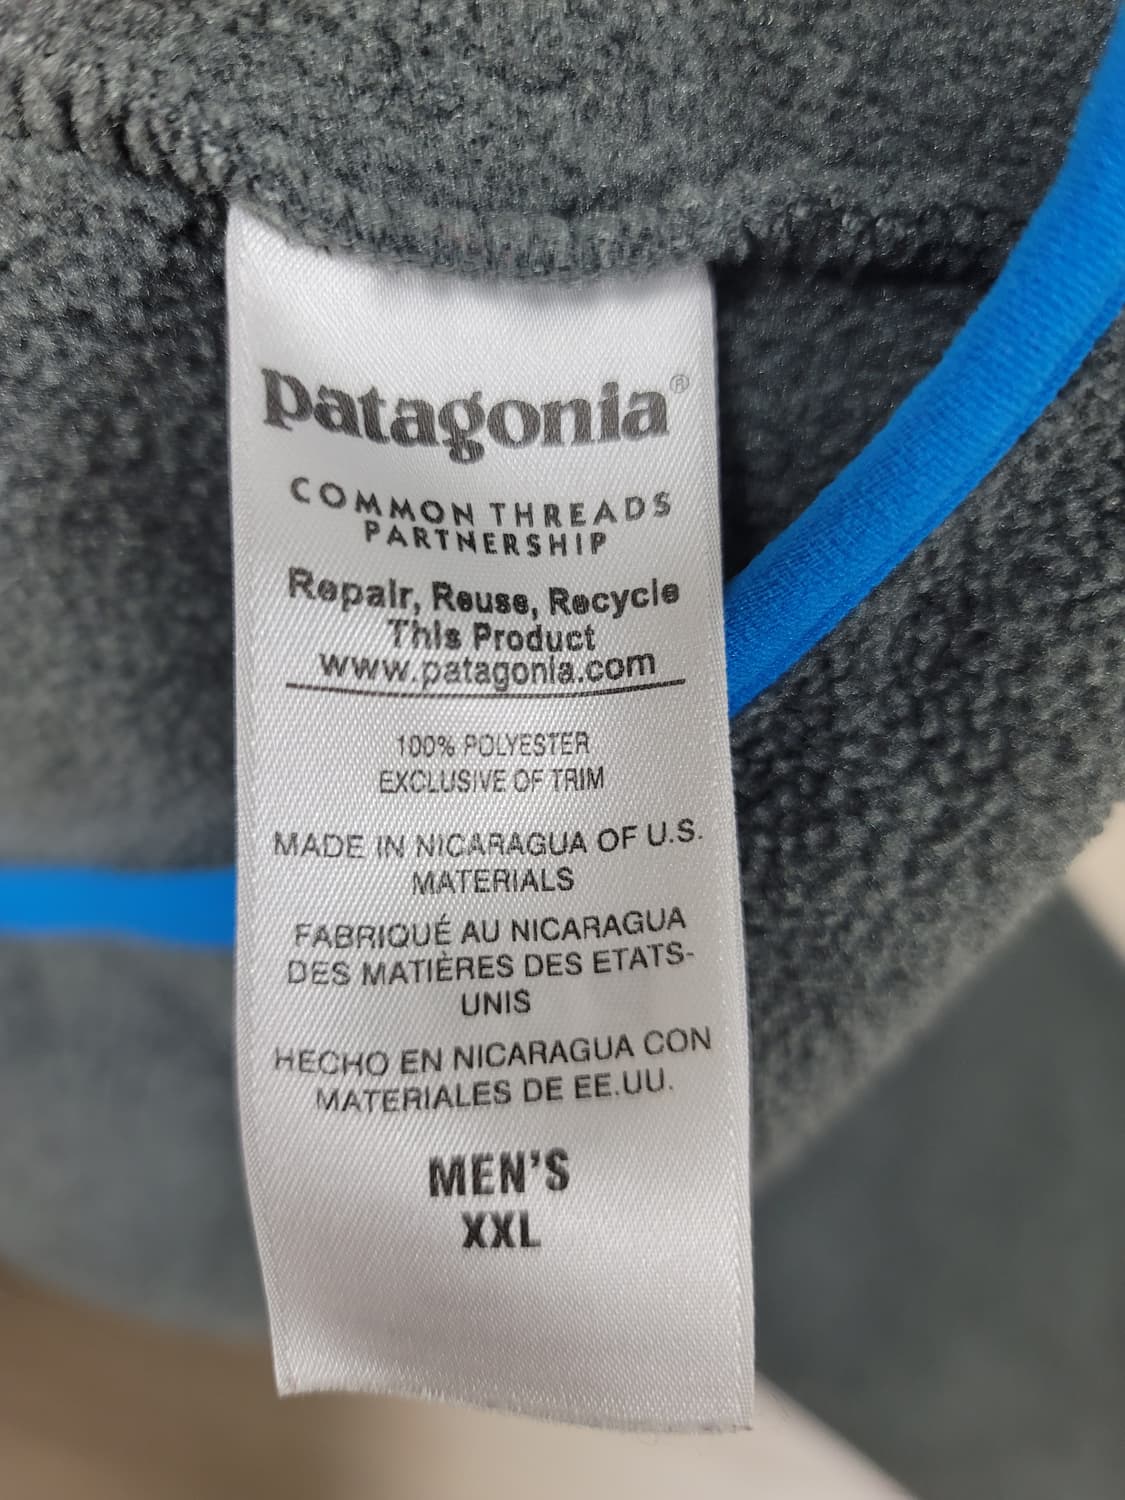 patagonia®
COMMON THREADS
PARTNERSHIP
Repair, Reuse, Recycle
This Product
www.patagonia.com
100% POLYESTER
EXCLUSIVE OF TRIM
MADE IN NICARAGUA OF U.S.
MATERIALS
FABRIQUÉ AU NICARAGUA
DES MATIÈRES DES ETATS-
UNIS
HECHO EN NICARAGUA CON
MATERIALES DE EE.UU.
MEN'S
XXL